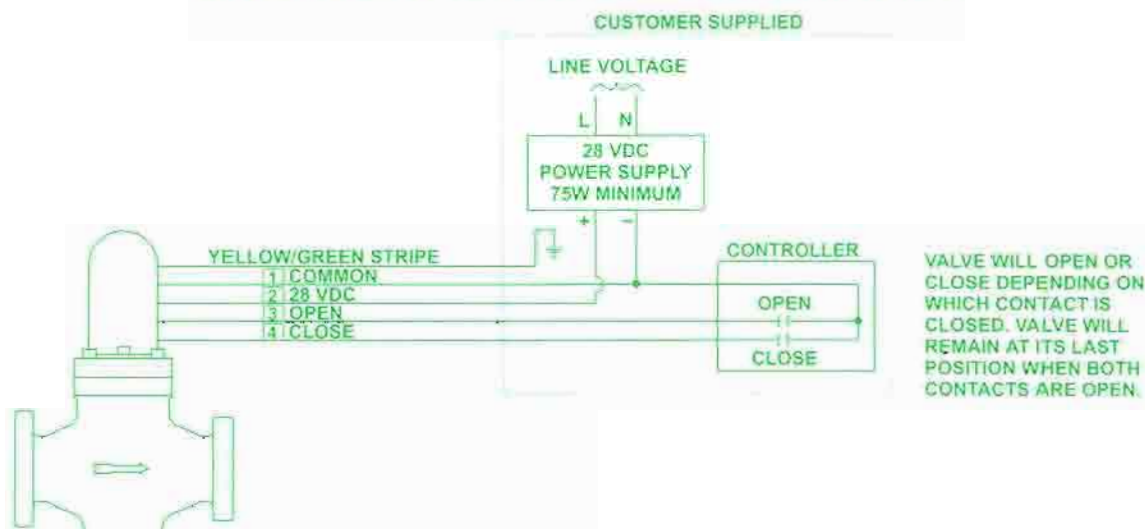 CUSTOMER SUPPLIED
LINE VOLTAGE
L N
28 VDC
POWER SUPPLY
75W MINIMUM
+ −
YELLOW/GREEN STRIPE
1 COMMON
2 28 VDC
3 OPEN
4 CLOSE
CONTROLLER
OPEN
CLOSE
VALVE WILL OPEN OR
CLOSE DEPENDING ON
WHICH CONTACT IS
CLOSED. VALVE WILL
REMAIN AT ITS LAST
POSITION WHEN BOTH
CONTACTS ARE OPEN.